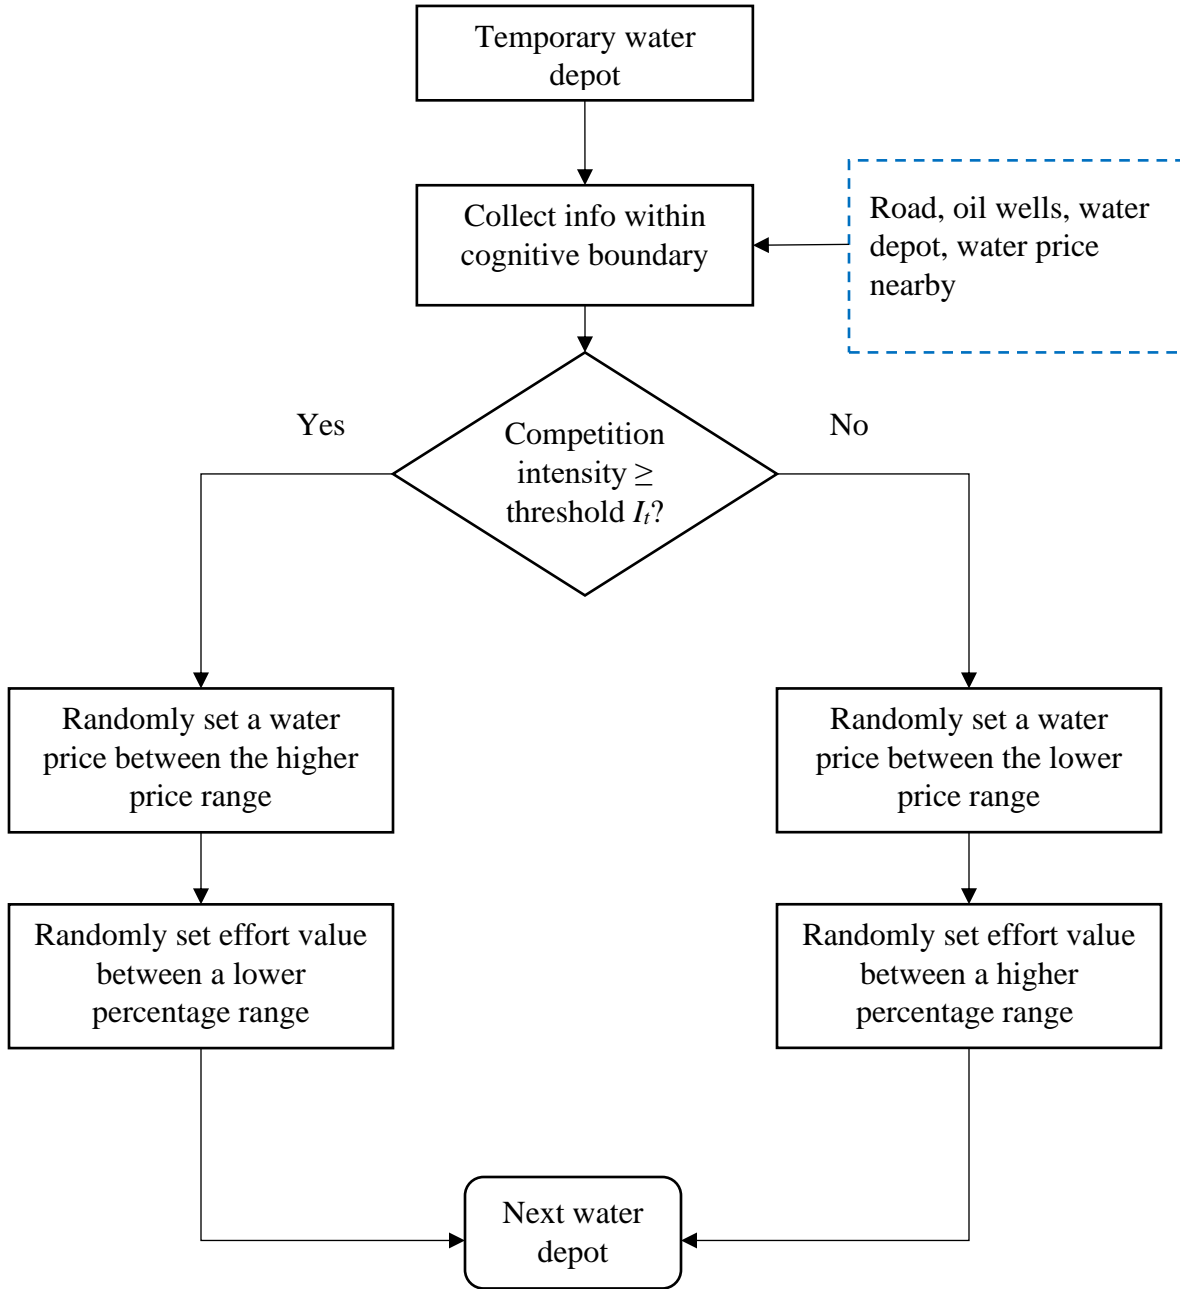 Temporary water
depot
Collect info within
cognitive boundary
Road, oil wells, water
depot, water price
nearby
Yes
No
Competition
intensity ≥
threshold It?
Randomly set a water
price between the higher
price range
Randomly set a water
price between the lower
price range
Randomly set effort value
between a lower
percentage range
Randomly set effort value
between a higher
percentage range
Next water
depot